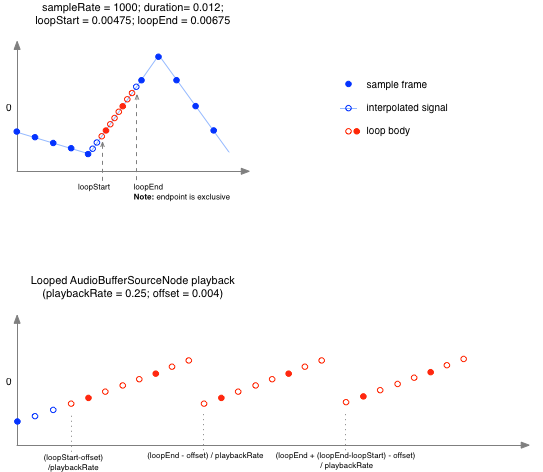 sampleRate = 1000; duration= 0.012;
loopStart = 0.00475; loopEnd = 0.00675
0
sample frame
interpolated signal
loop body
loopStart
loopEnd
Note: endpoint is exclusive
Looped AudioBufferSourceNode playback
(playbackRate = 0.25; offset = 0.004)
0
(loopStart-offset)
/playbackRate
(loopEnd - offset) / playbackRate
(loopEnd + (loopEnd-loopStart) - offset)
/ playbackRate